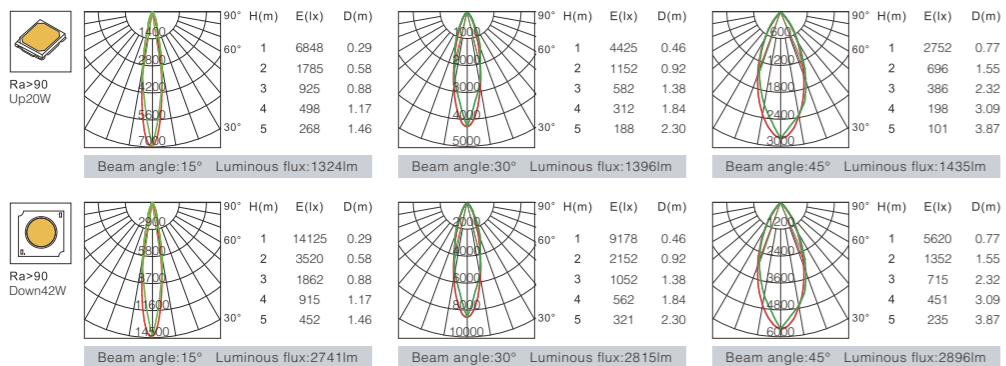 Ra>90
Up20W
1400
2800
4200
5600
7000
90°
60°
30°
H(m) E(lx) D(m)
1 6848 0.29
2 1785 0.58
3 925 0.88
4 498 1.17
5 268 1.46
Beam angle:15° Luminous flux:1324lm
1000
2000
3000
4000
5000
90°
60°
30°
H(m) E(lx) D(m)
1 4425 0.46
2 1152 0.92
3 582 1.38
4 312 1.84
5 188 2.30
Beam angle:30° Luminous flux:1396lm
600
1200
1800
2400
3000
90°
60°
30°
H(m) E(lx) D(m)
1 2752 0.77
2 696 1.55
3 386 2.32
4 198 3.09
5 101 3.87
Beam angle:45° Luminous flux:1435lm
Ra>90
Down42W
2900
5800
8700
11600
14500
90°
60°
30°
H(m) E(lx) D(m)
1 14125 0.29
2 3520 0.58
3 1862 0.88
4 915 1.17
5 452 1.46
Beam angle:15° Luminous flux:2741lm
2000
4000
6000
8000
10000
90°
60°
30°
H(m) E(lx) D(m)
1 9178 0.46
2 2152 0.92
3 1052 1.38
4 562 1.84
5 321 2.30
Beam angle:30° Luminous flux:2815lm
1200
2400
3600
4800
6000
90°
60°
30°
H(m) E(lx) D(m)
1 5620 0.77
2 1352 1.55
3 715 2.32
4 451 3.09
5 235 3.87
Beam angle:45° Luminous flux:2896lm